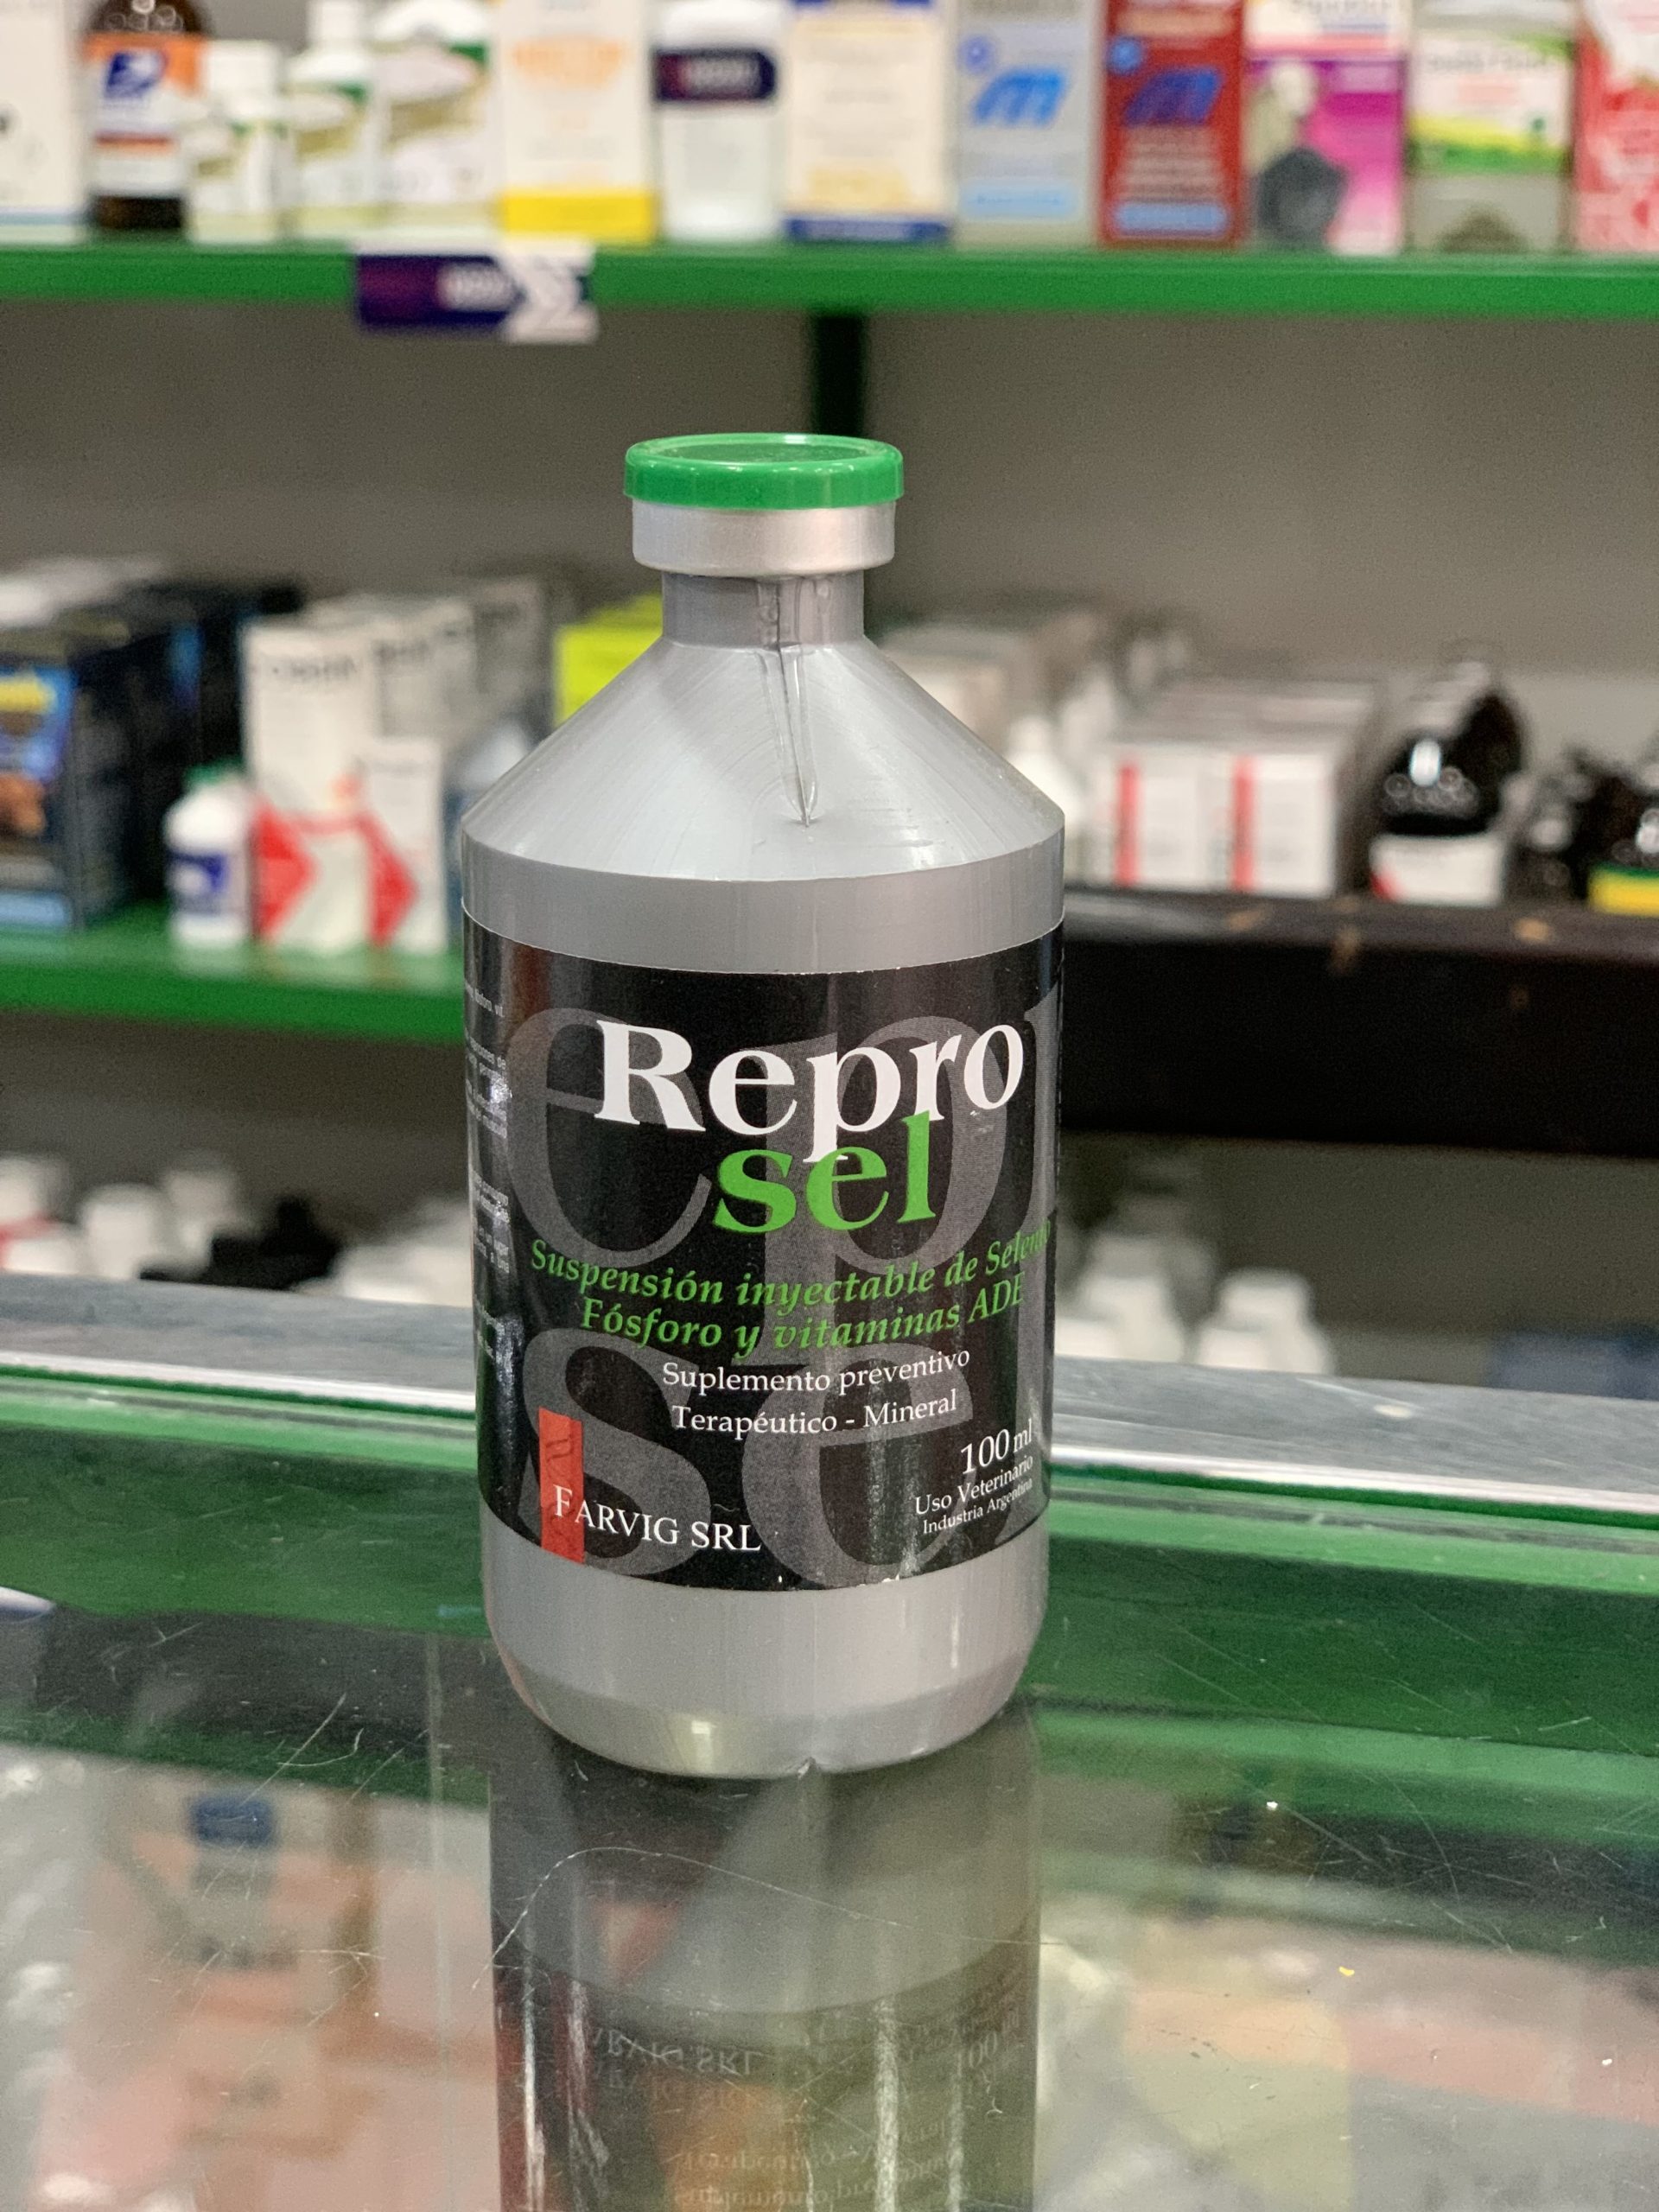 Repro
sel
Suspensión inyectable de Selenio
Fósforo y vitaminas ADE
Suplemento preventivo
Terapéutico - Mineral
100 ml
Uso Veterinario
Industria Argentina
FARVIG SRL